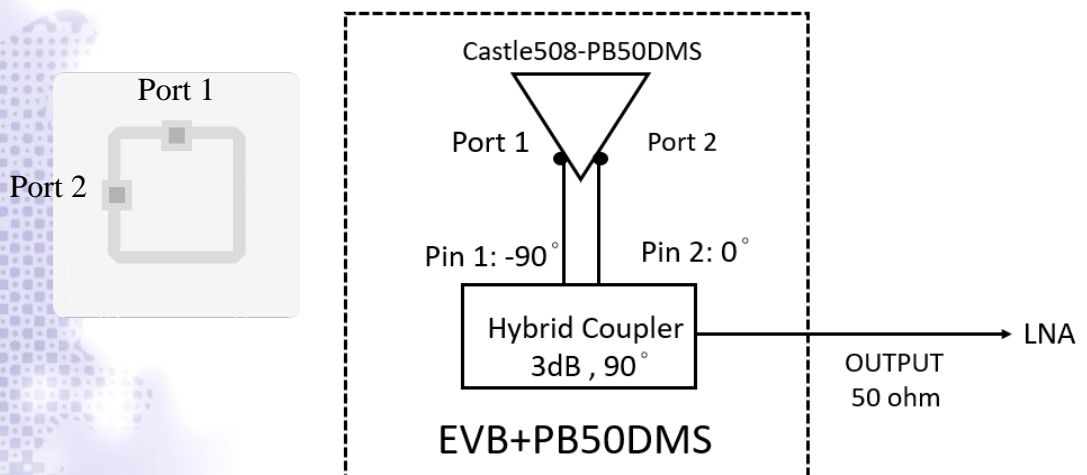 Port 1
Port 2
Castle508-PB50DMS
Port 1
Port 2
Pin 1: -90°
Pin 2: 0°
Hybrid Coupler
3dB , 90°
LNA
OUTPUT
50 ohm
EVB+PB50DMS